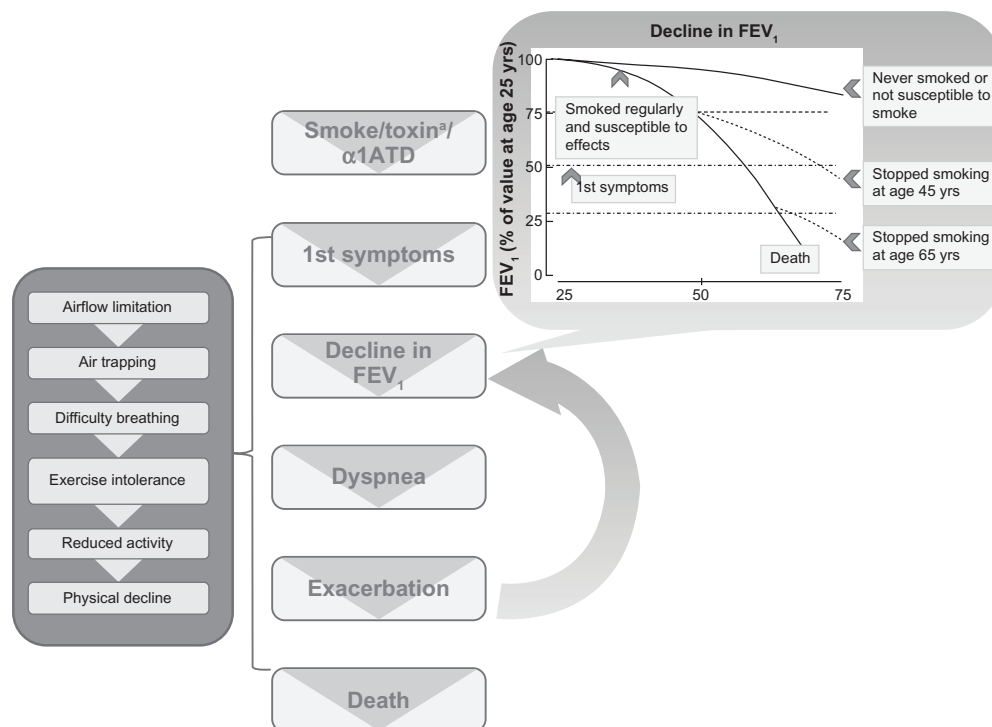 Decline in FEV₁
FEV₁ (% of value at age 25 yrs)
100
75
50
25
0
25
50
75
Smoked regularly
and susceptible to
effects
1st symptoms
Death
Never smoked or
not susceptible to
smoke
Stopped smoking
at age 45 yrs
Stopped smoking
at age 65 yrs
Smoke/toxinᵃ/
α1ATD
1st symptoms
Decline in
FEV₁
Dyspnea
Exacerbation
Death
Airflow limitation
Air trapping
Difficulty breathing
Exercise intolerance
Reduced activity
Physical decline